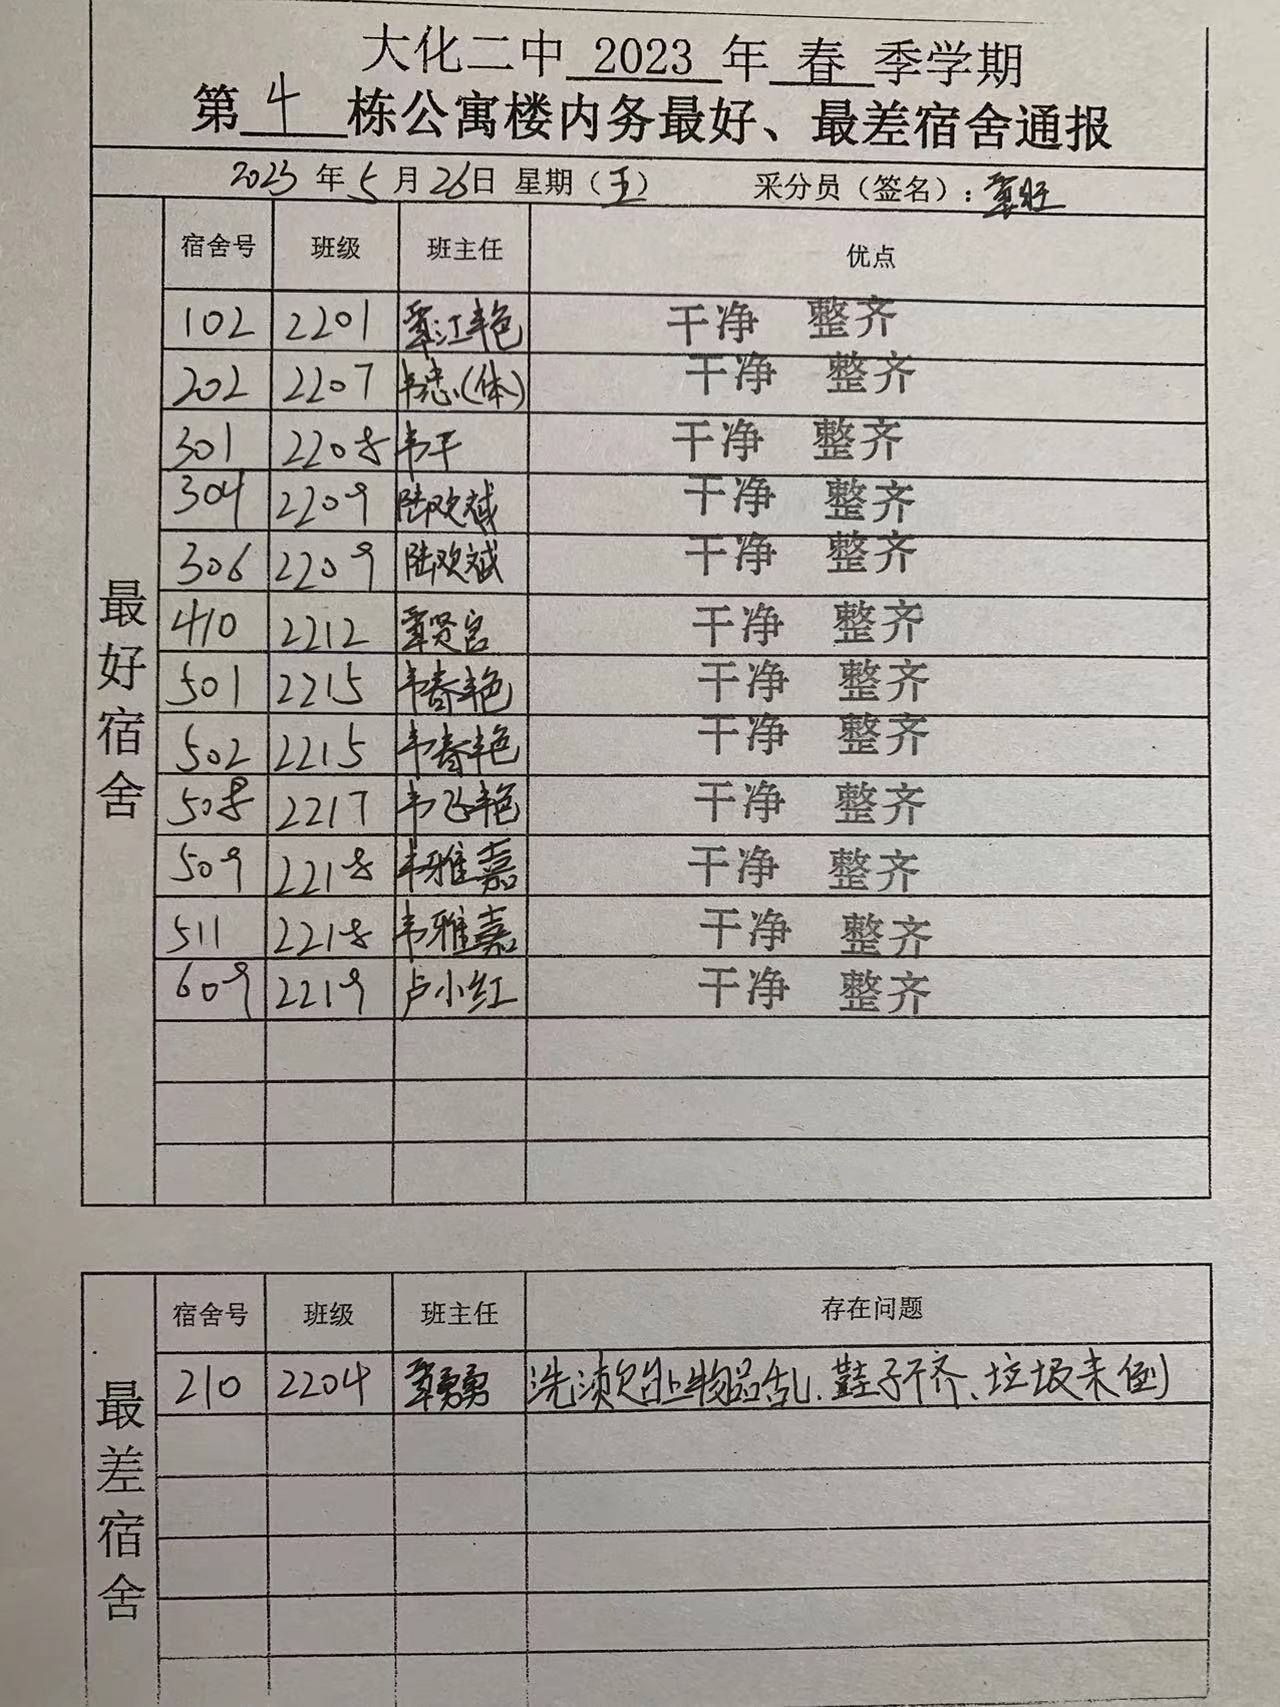 大化二中 2023 年 春 季学期
第 4 栋公寓楼内务最好、最差宿舍通报
2023 年 5 月 26日 星期(五) 采分员(签名):覃旺
最好宿舍
宿舍号 班级 班主任 优点
102 2201 覃江艳 干净 整齐
202 2207 韦忠(体) 干净 整齐
301 2208 韦干 干净 整齐
304 2209 陆欢斌 干净 整齐
306 2209 陆欢斌 干净 整齐
410 2212 覃贤宫 干净 整齐
501 2215 韦春艳 干净 整齐
502 2215 韦春艳 干净 整齐
508 2217 韦飞艳 干净 整齐
509 2218 韦雅嘉 干净 整齐
511 2218 韦雅嘉 干净 整齐
609 2219 卢小红 干净 整齐
最差宿舍
宿舍号 班级 班主任 存在问题
210 2204 覃勇 洗漱 物品乱、鞋子不齐、垃圾未倒